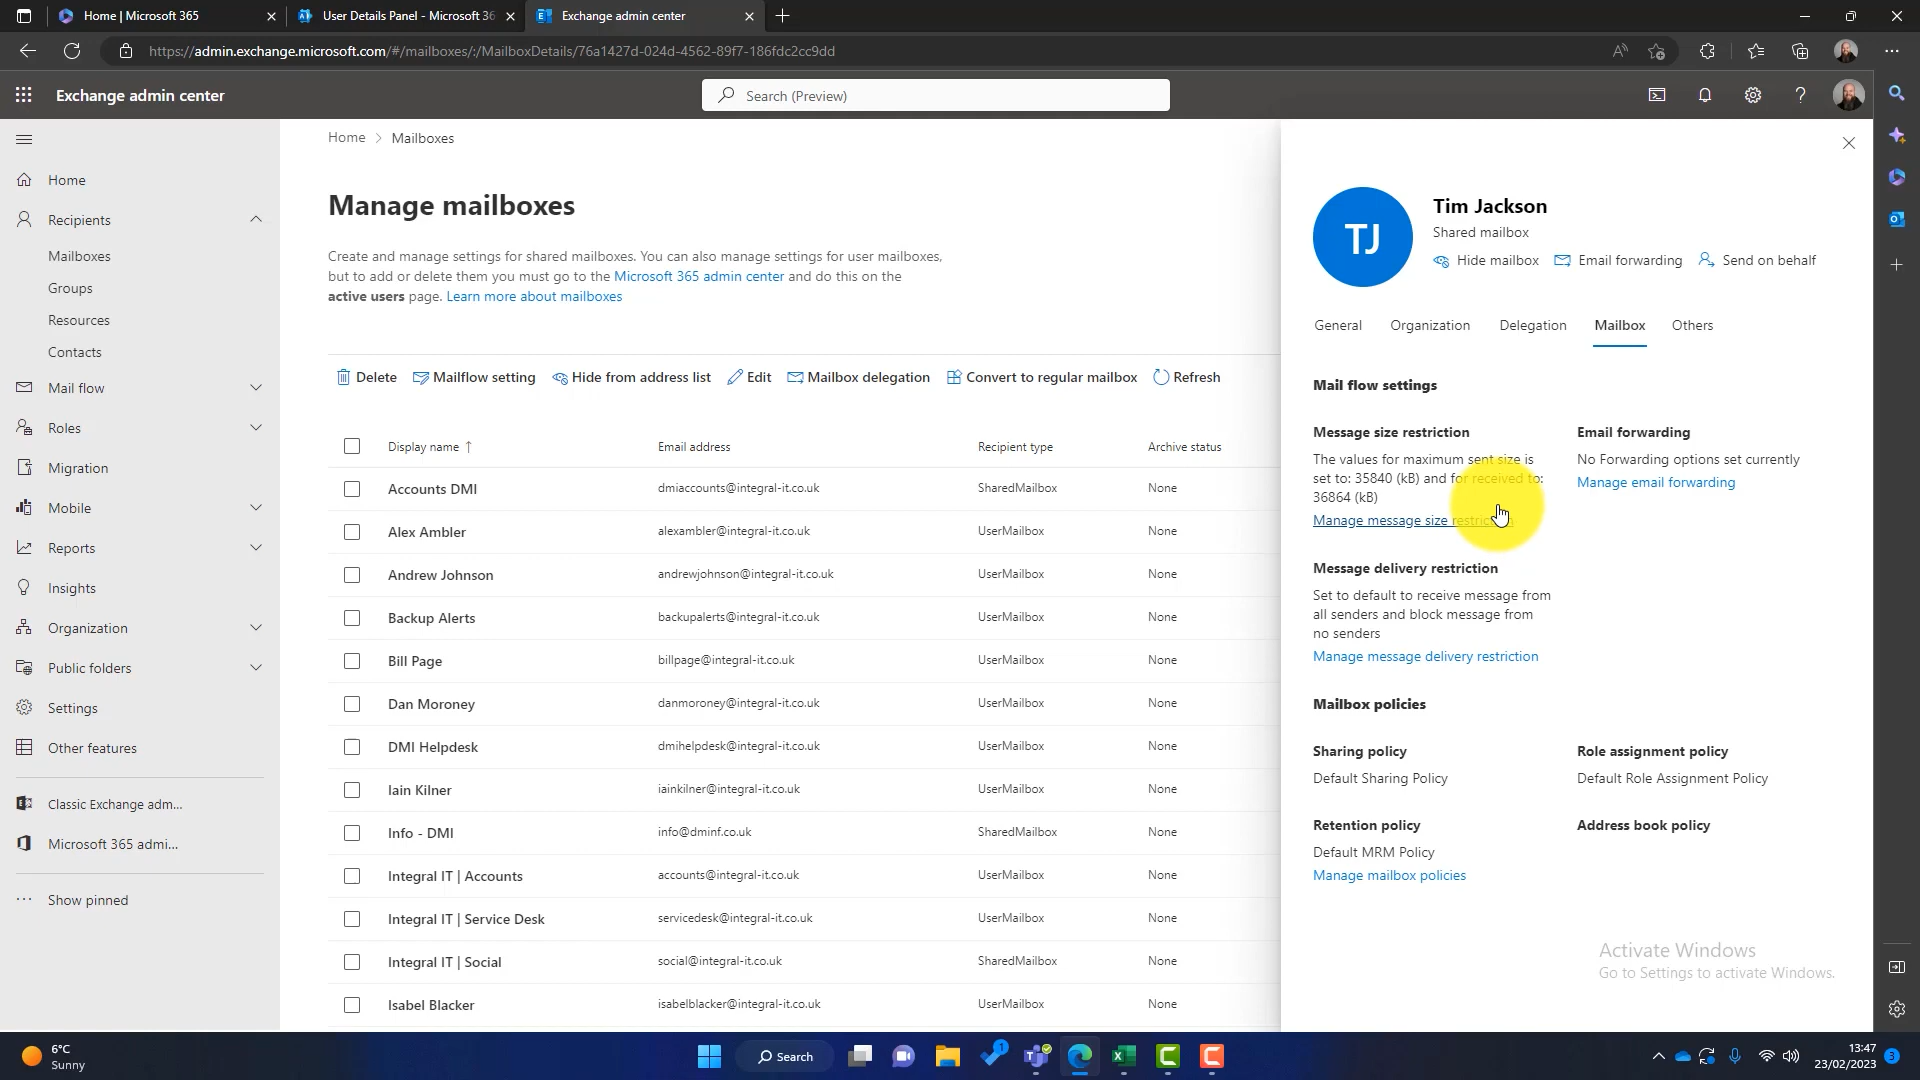 Home | Microsoft 365
User Details Panel - Microsoft 36
Exchange admin center
https://admin.exchange.microsoft.com/#/mailboxes/:/MailboxDetails/76a1427d-024d-4562-89f7-186fdc2cc9dd
Exchange admin center
Search (Preview)
Home
Recipients
Mailboxes
Groups
Resources
Contacts
Mail flow
Roles
Migration
Mobile
Reports
Insights
Organization
Public folders
Settings
Other features
Classic Exchange adm...
Microsoft 365 admi...
Show pinned
Home > Mailboxes
Manage mailboxes
Create and manage settings for shared mailboxes. You can also manage settings for user mailboxes,
but to add or delete them you must go to the Microsoft 365 admin center and do this on the
active users page. Learn more about mailboxes
Delete Mailflow setting Hide from address list Edit Mailbox delegation Convert to regular mailbox Refresh
Display name ↑ Email address Recipient type Archive status
Accounts DMI dmiaccounts@integral-it.co.uk SharedMailbox None
Alex Ambler alexambler@integral-it.co.uk UserMailbox None
Andrew Johnson andrewjohnson@integral-it.co.uk UserMailbox None
Backup Alerts backupalerts@integral-it.co.uk UserMailbox None
Bill Page billpage@integral-it.co.uk UserMailbox None
Dan Moroney danmoroney@integral-it.co.uk UserMailbox None
DMI Helpdesk dmihelpdesk@integral-it.co.uk UserMailbox None
Iain Kilner iainkilner@integral-it.co.uk UserMailbox None
Info - DMI info@dminf.co.uk SharedMailbox None
Integral IT | Accounts accounts@integral-it.co.uk UserMailbox None
Integral IT | Service Desk servicedesk@integral-it.co.uk UserMailbox None
Integral IT | Social social@integral-it.co.uk SharedMailbox None
Isabel Blacker isabelblacker@integral-it.co.uk UserMailbox None
TJ
Tim Jackson
Shared mailbox
Hide mailbox Email forwarding Send on behalf
General Organization Delegation Mailbox Others
Mail flow settings
Message size restriction
The values for maximum sent size is
set to: 35840 (kB) and for received to:
36864 (kB)
Manage message size restriction
Email forwarding
No Forwarding options set currently
Manage email forwarding
Message delivery restriction
Set to default to receive message from
all senders and block message from
no senders
Manage message delivery restriction
Mailbox policies
Sharing policy
Default Sharing Policy
Role assignment policy
Default Role Assignment Policy
Retention policy
Default MRM Policy
Manage mailbox policies
Address book policy
Activate Windows
Go to Settings to activate Windows.
6°C
Sunny
Search
1
13:47
23/02/2023
3